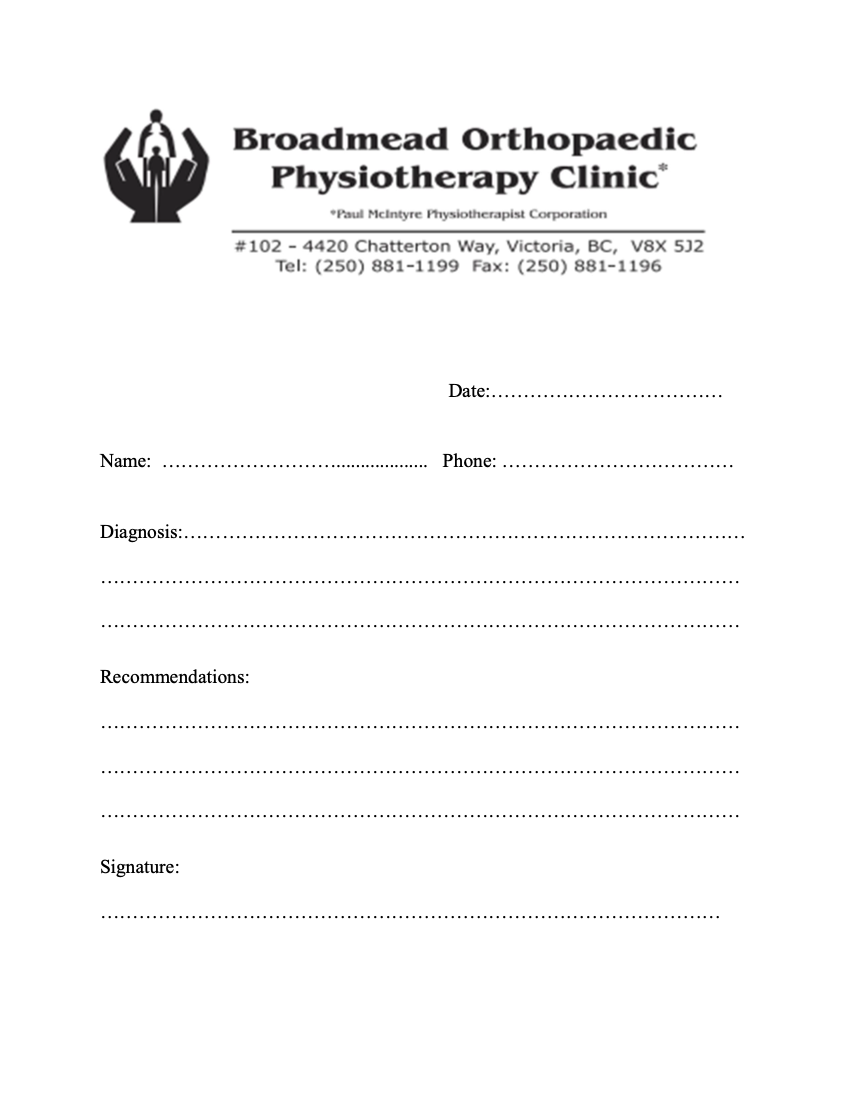 Broadmead Orthopaedic
Physiotherapy Clinic*
*Paul McIntyre Physiotherapist Corporation
#102 – 4420 Chatterton Way, Victoria, BC, V8X 5J2
Tel: (250) 881-1199 Fax: (250) 881-1196
Date:……………………………….
Name: ………………………..................... Phone: ………………………………
Diagnosis:……………………………………………………………………………
………………………………………………………………………………………
………………………………………………………………………………………
Recommendations:
………………………………………………………………………………………
………………………………………………………………………………………
………………………………………………………………………………………
Signature:
……………………………………………………………………………………